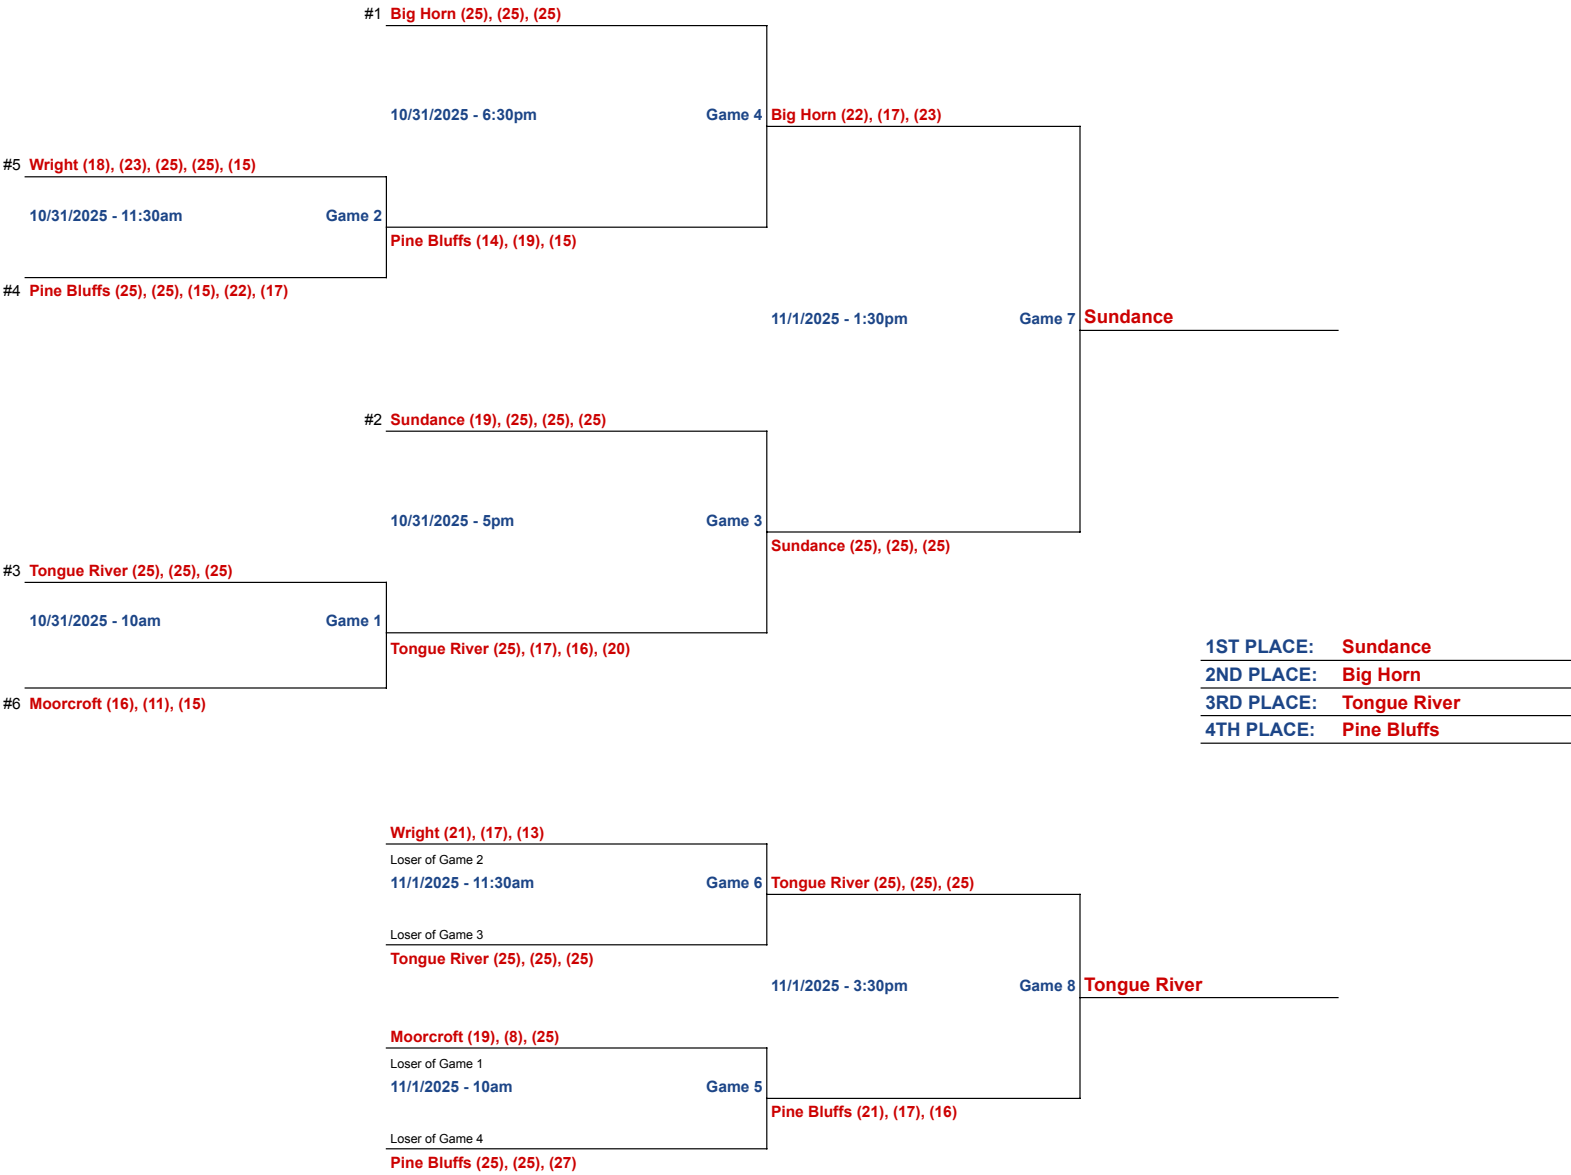 #1 Big Horn (25), (25), (25)
10/31/2025 - 6:30pm Game 4 Big Horn (22), (17), (23)
#5 Wright (18), (23), (25), (25), (15)
10/31/2025 - 11:30am Game 2
Pine Bluffs (14), (19), (15)
#4 Pine Bluffs (25), (25), (15), (22), (17)
11/1/2025 - 1:30pm Game 7 Sundance
#2 Sundance (19), (25), (25), (25)
10/31/2025 - 5pm Game 3
Sundance (25), (25), (25)
#3 Tongue River (25), (25), (25)
10/31/2025 - 10am Game 1
Tongue River (25), (17), (16), (20)
#6 Moorcroft (16), (11), (15)
1ST PLACE: Sundance
2ND PLACE: Big Horn
3RD PLACE: Tongue River
4TH PLACE: Pine Bluffs
Wright (21), (17), (13)
Loser of Game 2
11/1/2025 - 11:30am Game 6 Tongue River (25), (25), (25)
Loser of Game 3
Tongue River (25), (25), (25)
11/1/2025 - 3:30pm Game 8 Tongue River
Moorcroft (19), (8), (25)
Loser of Game 1
11/1/2025 - 10am Game 5
Pine Bluffs (21), (17), (16)
Loser of Game 4
Pine Bluffs (25), (25), (27)